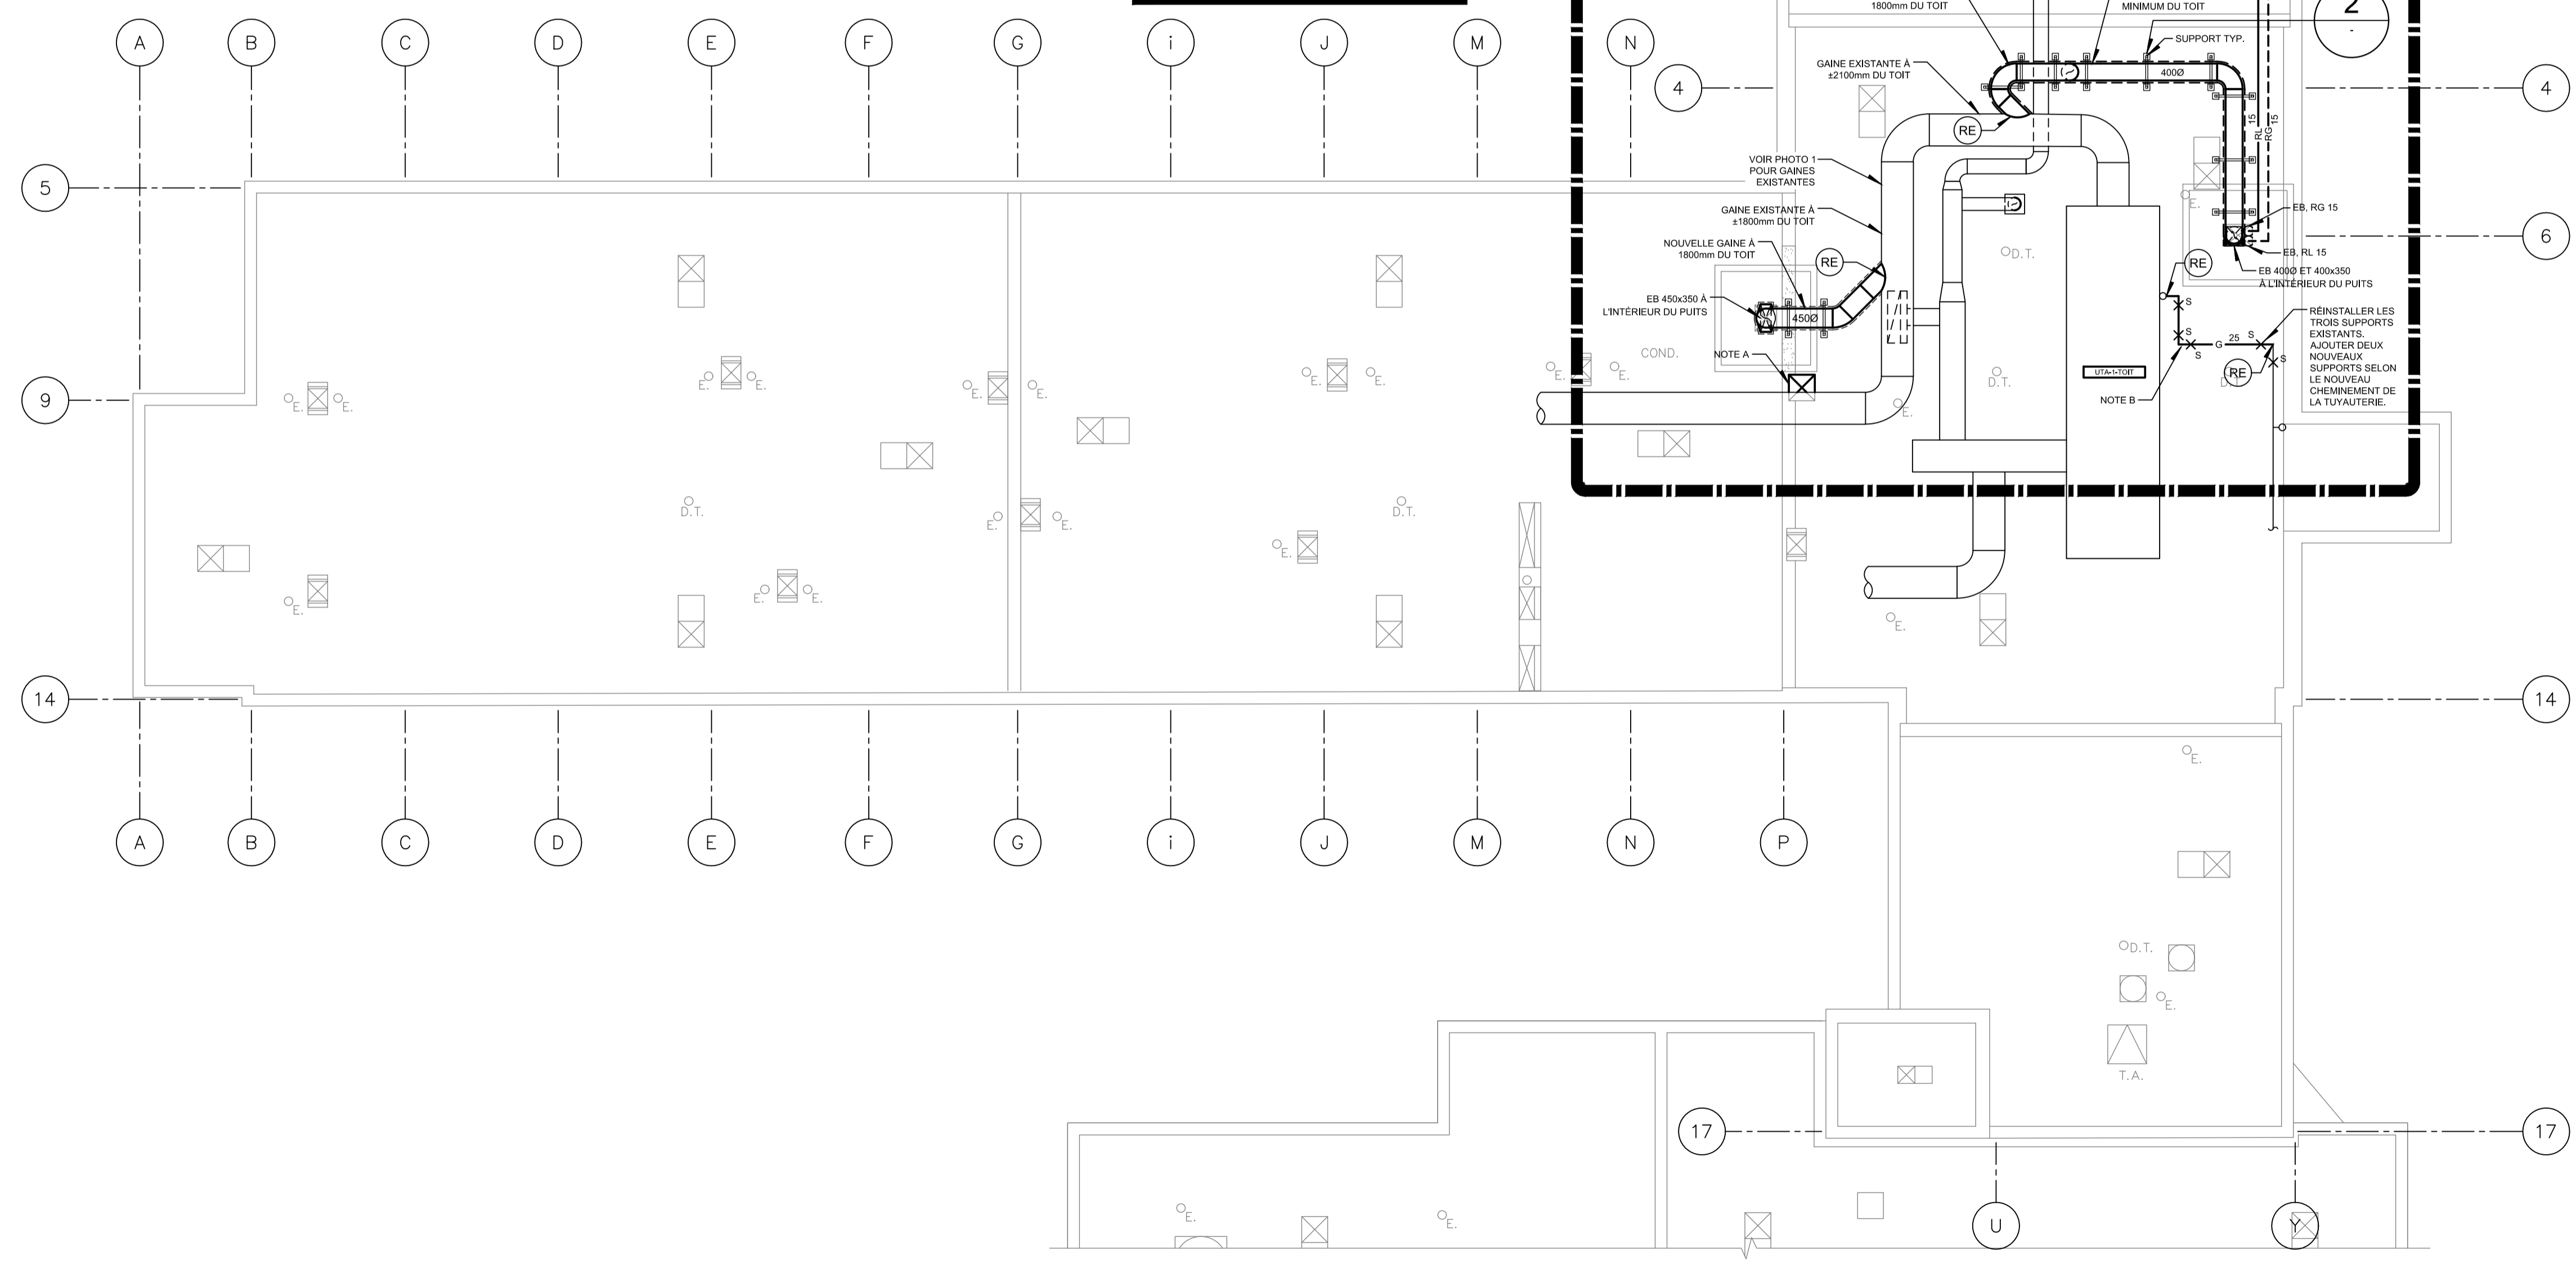 1800mm DU TOIT
MINIMUM DU TOIT
2
-
A
B
C
D
E
F
G
i
J
M
N
SUPPORT TYP.
GAINE EXISTANTE À
±2100mm DU TOIT
400Ø
4
4
RE
15
RL
RG
15
VOIR PHOTO 1
POUR GAINES
EXISTANTES
5
E.
EB, RG 15
GAINE EXISTANTE À
±1800mm DU TOIT
6
NOUVELLE GAINE À
1800mm DU TOIT
RE
D.T.
EB, RL 15
RE
EB 400Ø ET 400x350
À L'INTÉRIEUR DU PUITS
EB 450x350 À
L'INTÉRIEUR DU PUITS
450Ø
S
RÉINSTALLER LES
TROIS SUPPORTS
EXISTANTS.
AJOUTER DEUX
NOUVEAUX
SUPPORTS SELON
LE NOUVEAU
CHEMINEMENT DE
LA TUYAUTERIE.
S
S
G
25
S
S
COND.
NOTE A
E.
E.
E.
E.
E.
E.
E.
E.
D.T.
UTA-1-TOIT
RE
D.T.
NOTE B
9
E.
E.
E.
D.T.
D.T.
E.
E.
E.
E.
E.
E.
E.
14
14
E.
A
B
C
D
E
F
G
i
J
M
N
P
D.T.
E.
T.A.
17
17
E.
E.
U
Y